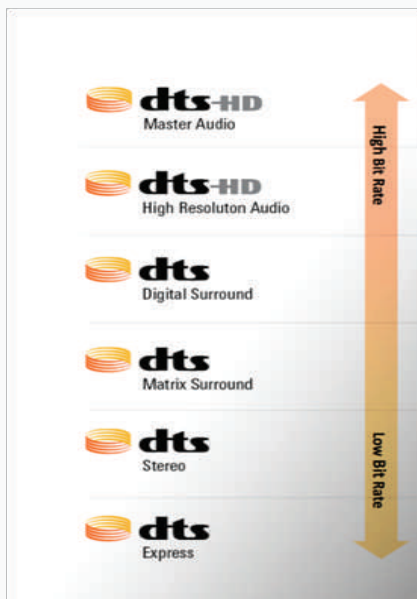 dts-HD
Master Audio
dts-HD
High Resoluton Audio
dts
Digital Surround
dts
Matrix Surround
dts
Stereo
dts
Express
High Bit Rate
Low Bit Rate